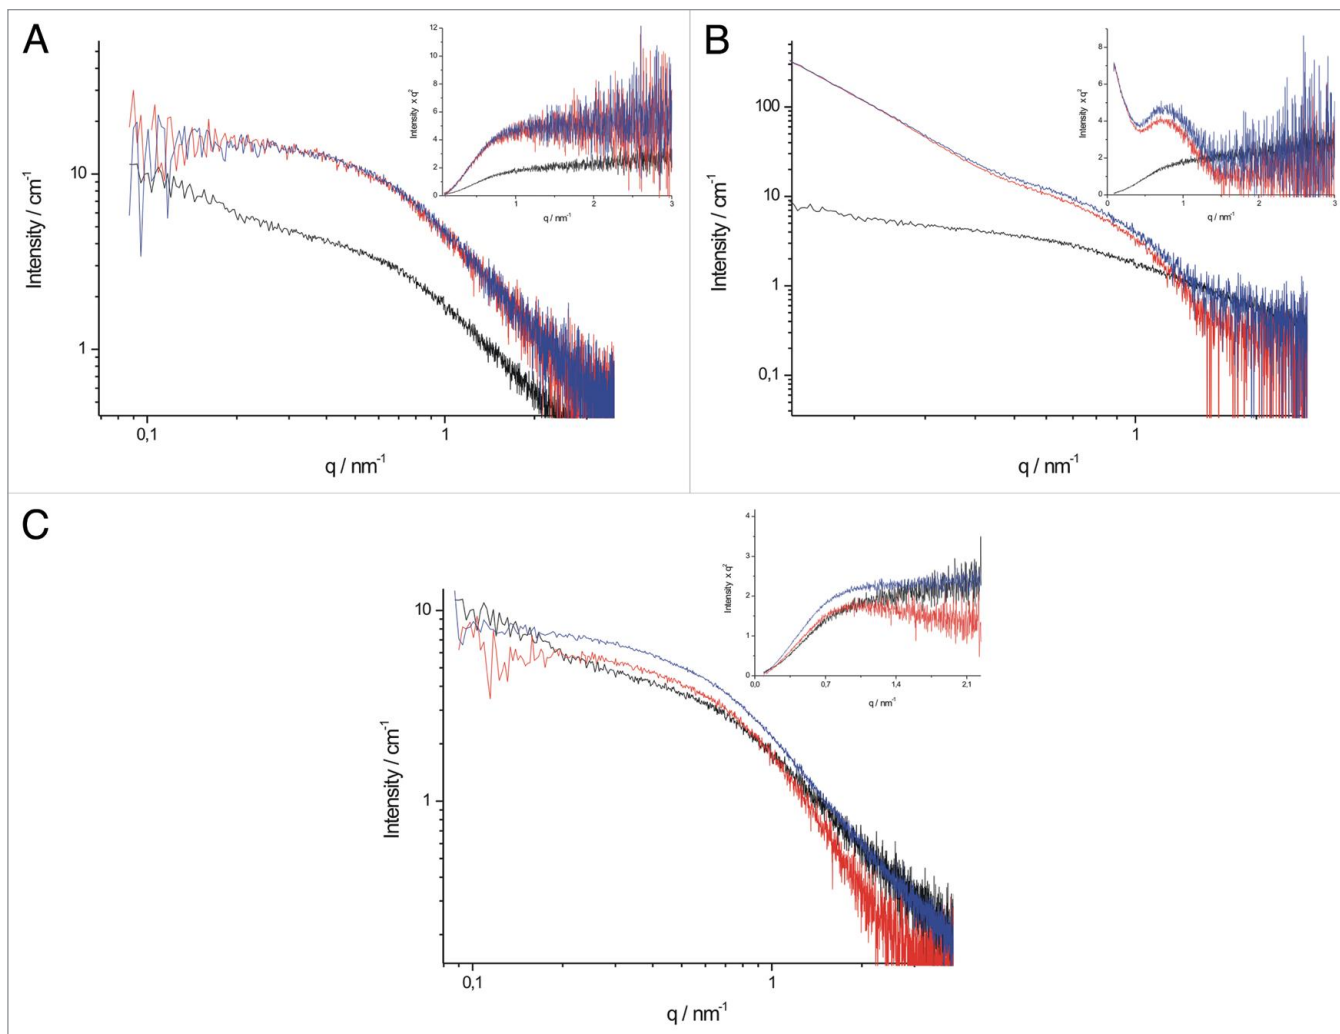 A
Intensity / cm⁻¹
10
1
0,1
1
q / nm⁻¹
Intensity x q²
12
10
8
6
4
2
0
1
2
3
q / nm⁻¹
B
Intensity / cm⁻¹
100
10
1
0,1
1
q / nm⁻¹
Intensity x q²
8
6
4
2
0
0
1
2
3
q / nm⁻¹
C
Intensity / cm⁻¹
10
1
0,1
1
q / nm⁻¹
Intensity x q²
4
3
2
1
0
0,0
0,7
1,4
2,1
q / nm⁻¹